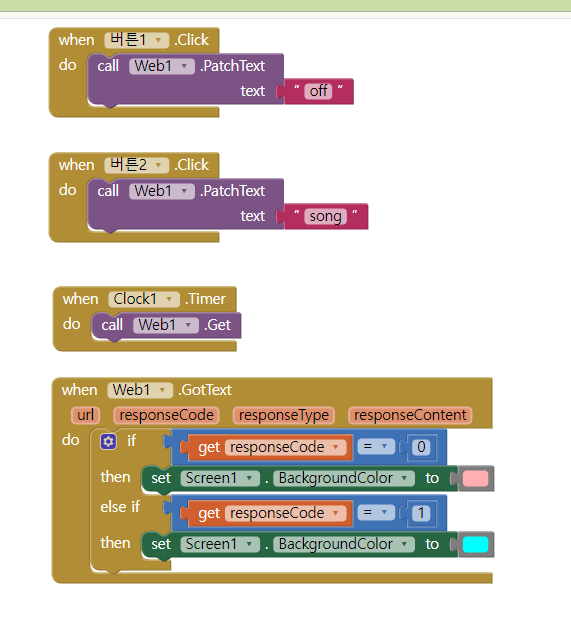 when 버튼1 .Click
do call Web1 .PatchText
text " off "
when 버튼2 .Click
do call Web1 .PatchText
text " song "
when Clock1 .Timer
do call Web1 .Get
when Web1 .GotText
url responseCode responseType responseContent
do if get responseCode = 0
then set Screen1 . BackgroundColor to
else if get responseCode = 1
then set Screen1 . BackgroundColor to